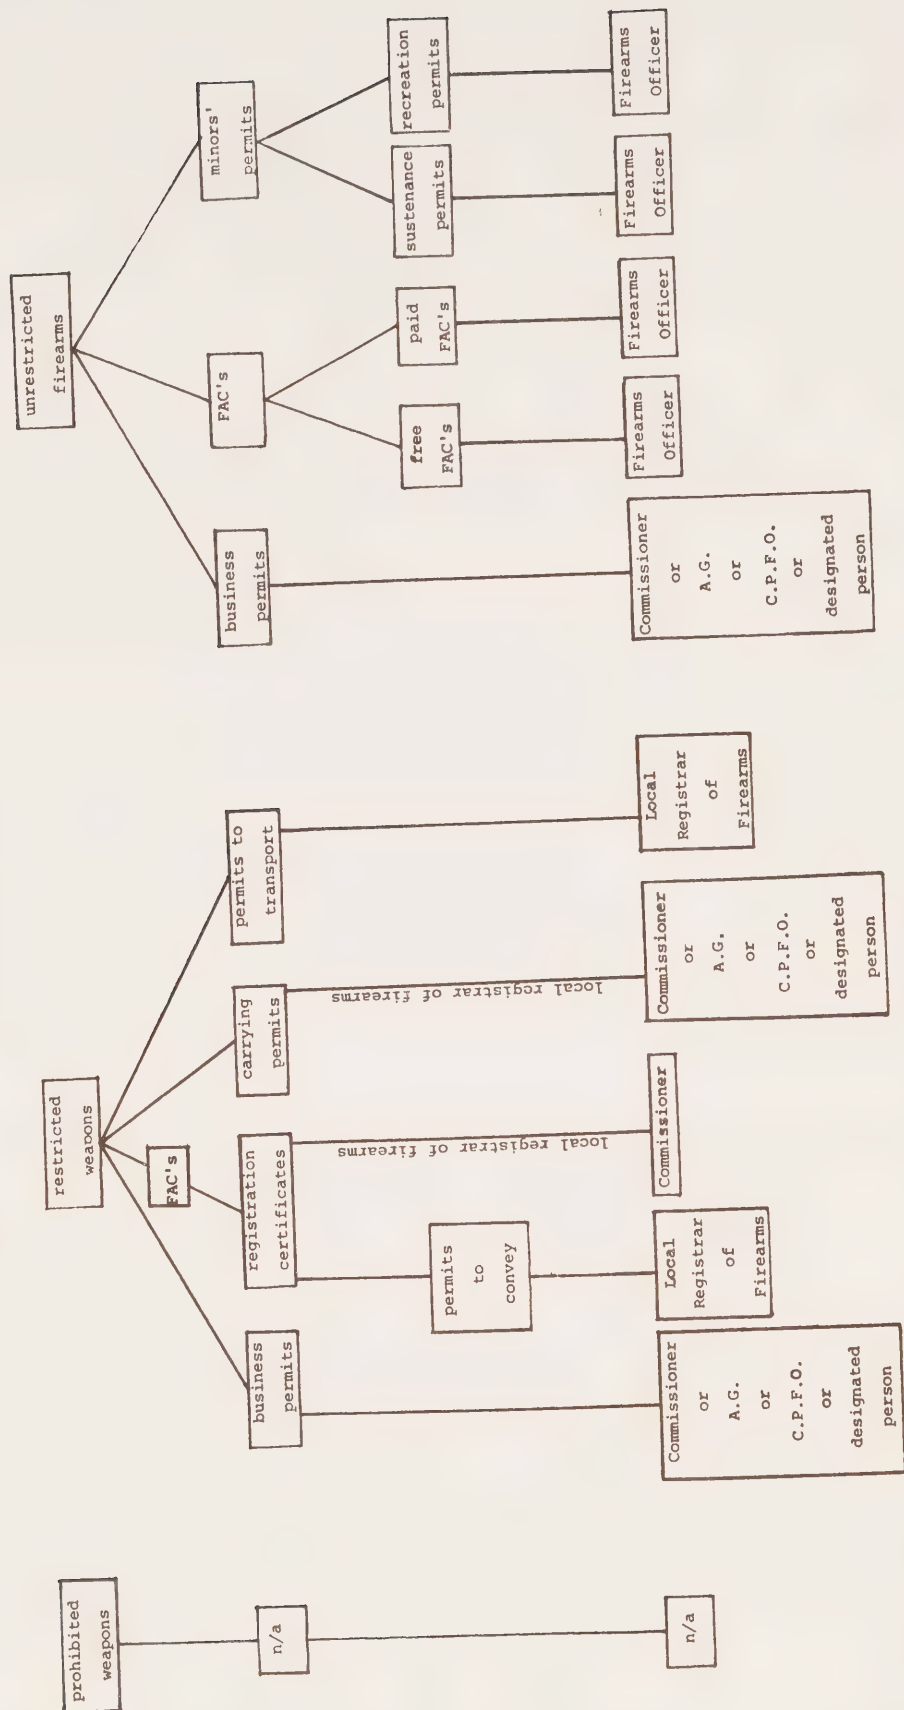 prohibited
weapons
n/a
n/a
restricted
weapons
FAC's
business
permits
registration
certificates
carrying
permits
permits to
transport
permits
to
convey
local registrar of firearms
local registrar of firearms
Commissioner
or
A.G.
or
C.P.F.O.
or
designated
person
Local
Registrar
of
Firearms
Commissioner
Commissioner
or
A.G.
or
C.P.F.O.
or
designated
person
Local
Registrar
of
Firearms
unrestricted
firearms
business
permits
FAC's
minors'
permits
free
FAC's
paid
FAC's
sustenance
permits
recreation
permits
Commissioner
or
A.G.
or
C.P.F.O.
or
designated
person
Firearms
Officer
Firearms
Officer
Firearms
Officer
Firearms
Officer